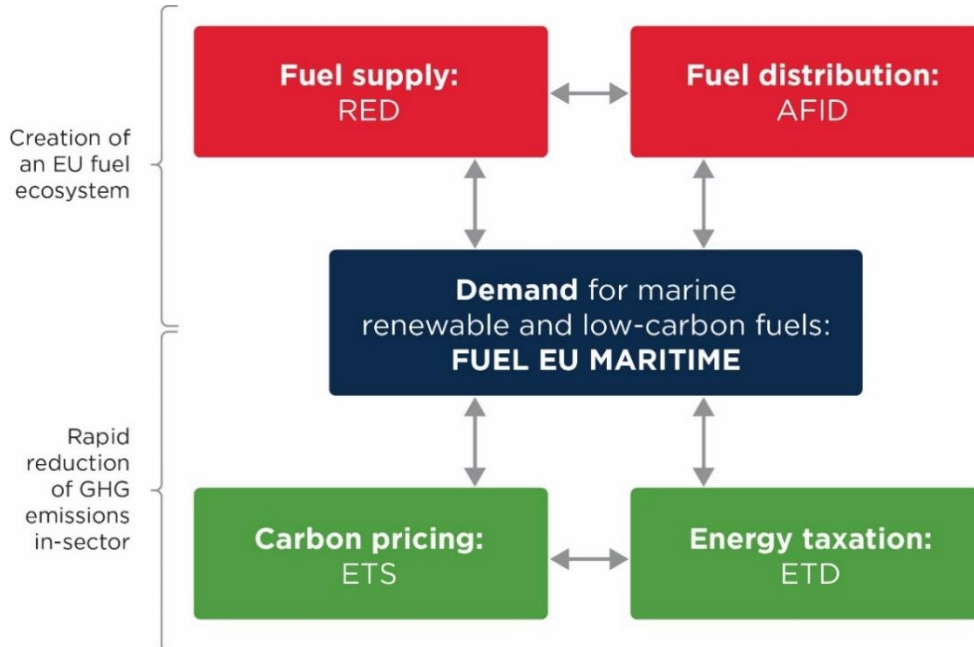 Fuel supply:
RED
Fuel distribution:
AFID
Creation of
an EU fuel
ecosystem
Demand for marine
renewable and low-carbon fuels:
FUEL EU MARITIME
Rapid
reduction
of GHG
emissions
in-sector
Carbon pricing:
ETS
Energy taxation:
ETD